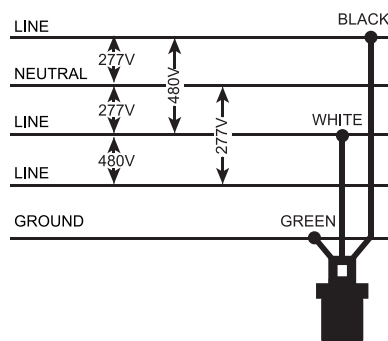 BLACK
LINE
277V
NEUTRAL
480V
277V
277V
WHITE
LINE
480V
LINE
GROUND
GREEN